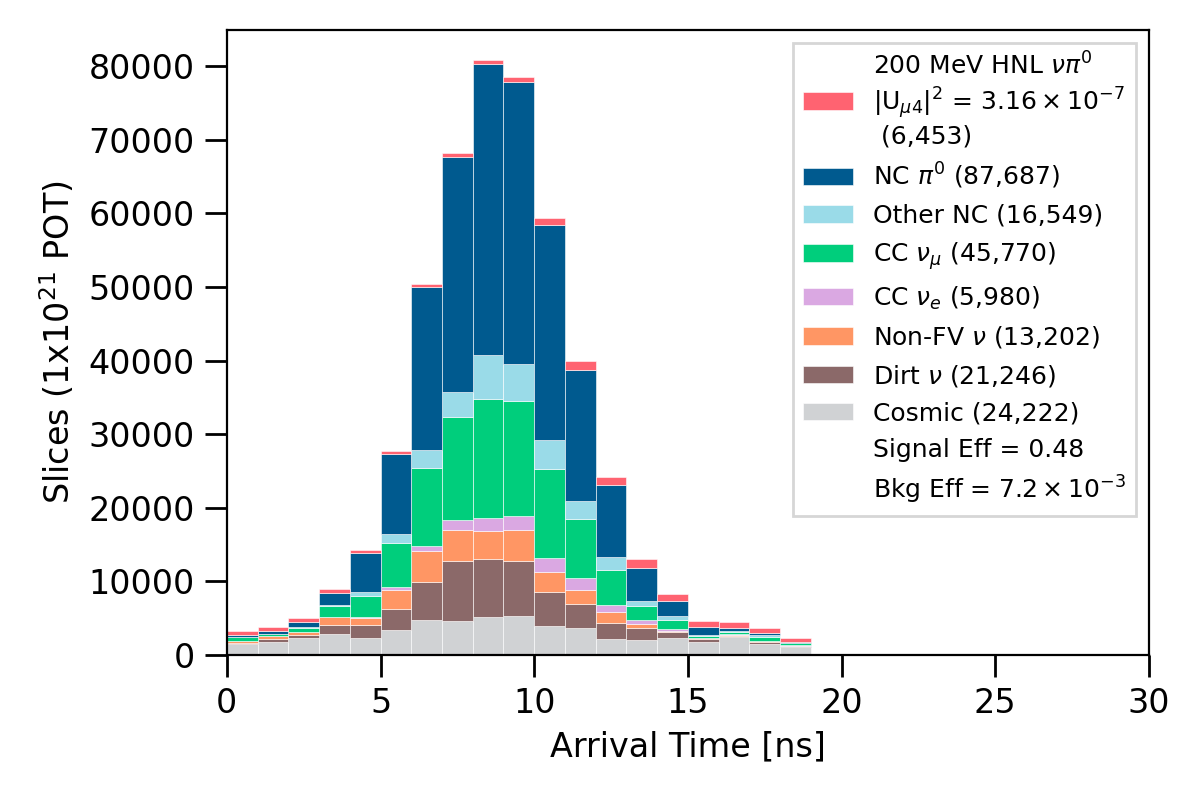 80000
70000
60000
50000
40000
30000
20000
10000
0
Slices (1x10²¹ POT)
0 5 10 15 20 25 30
Arrival Time [ns]
200 MeV HNL νπ⁰
|U_μ4|² = 3.16 × 10⁻⁷
(6,453)
NC π⁰ (87,687)
Other NC (16,549)
CC ν_μ (45,770)
CC ν_e (5,980)
Non-FV ν (13,202)
Dirt ν (21,246)
Cosmic (24,222)
Signal Eff = 0.48
Bkg Eff = 7.2 × 10⁻³